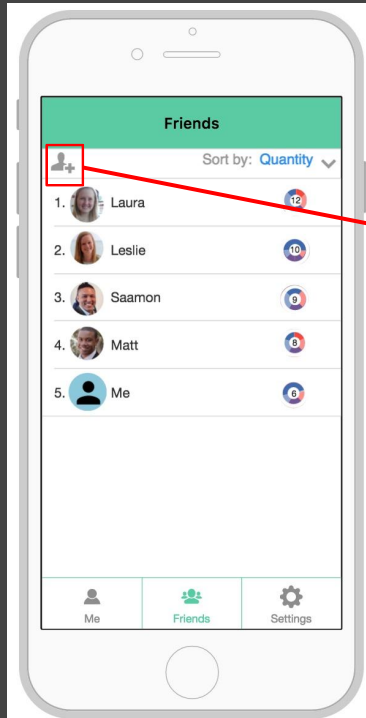 Friends
Sort by: Quantity
1. Laura 12
2. Leslie 10
3. Saamon 9
4. Matt 8
5. Me 6
Me Friends Settings